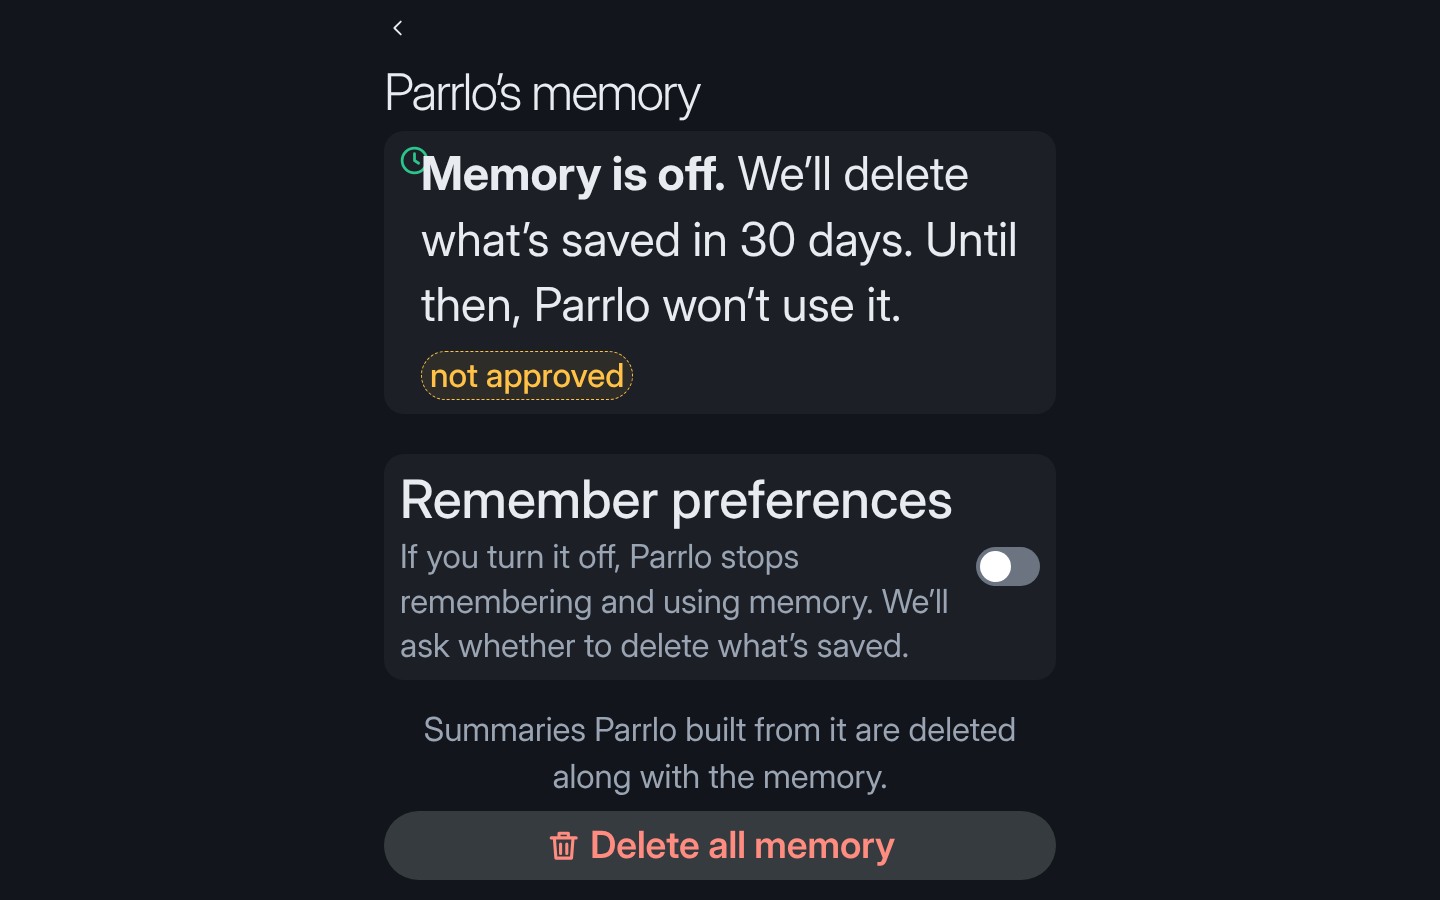 Parrlo’s memory
Memory is off. We’ll delete
what’s saved in 30 days. Until
then, Parrlo won’t use it.
not approved
Remember preferences
If you turn it off, Parrlo stops
remembering and using memory. We’ll
ask whether to delete what’s saved.
Summaries Parrlo built from it are deleted
along with the memory.
Delete all memory